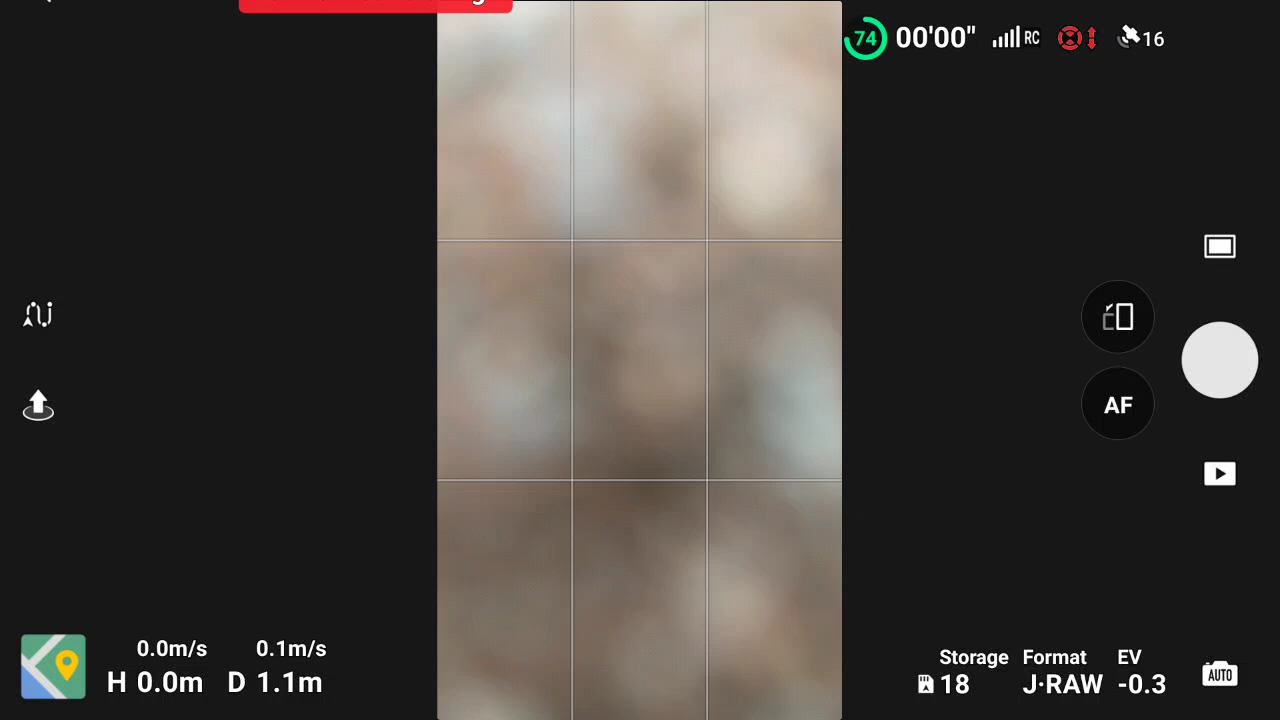 74 00'00" RC 16
AF
0.0m/s 0.1m/s
H 0.0m D 1.1m
Storage Format EV
18 J·RAW -0.3
AUTO